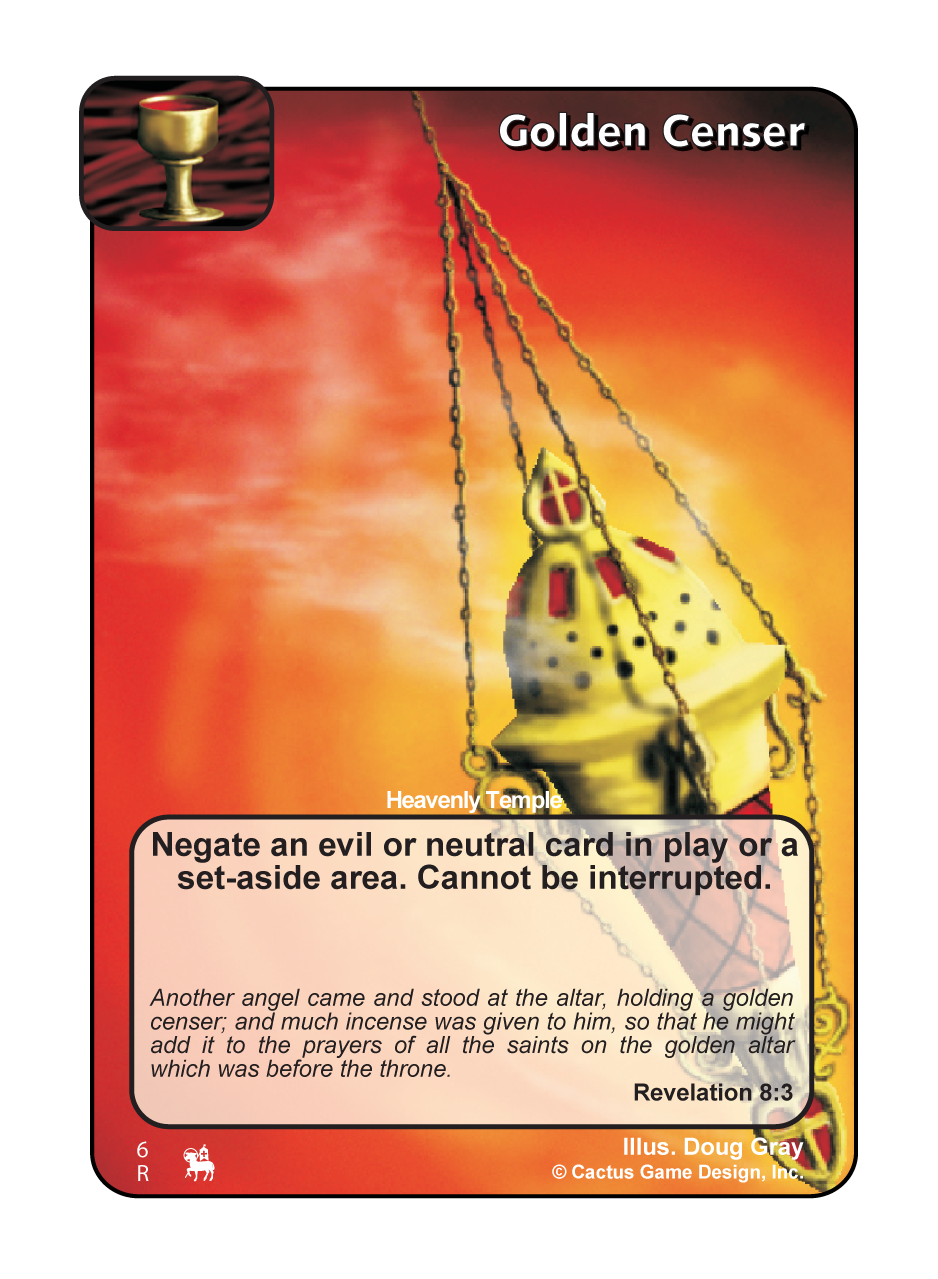 Golden Censer
Heavenly Temple
Negate an evil or neutral card in play or a
set-aside area. Cannot be interrupted.
Another angel came and stood at the altar, holding a golden
censer; and much incense was given to him, so that he might
add it to the prayers of all the saints on the golden altar
which was before the throne.
Revelation 8:3
6
R
Illus. Doug Gray
© Cactus Game Design, Inc.